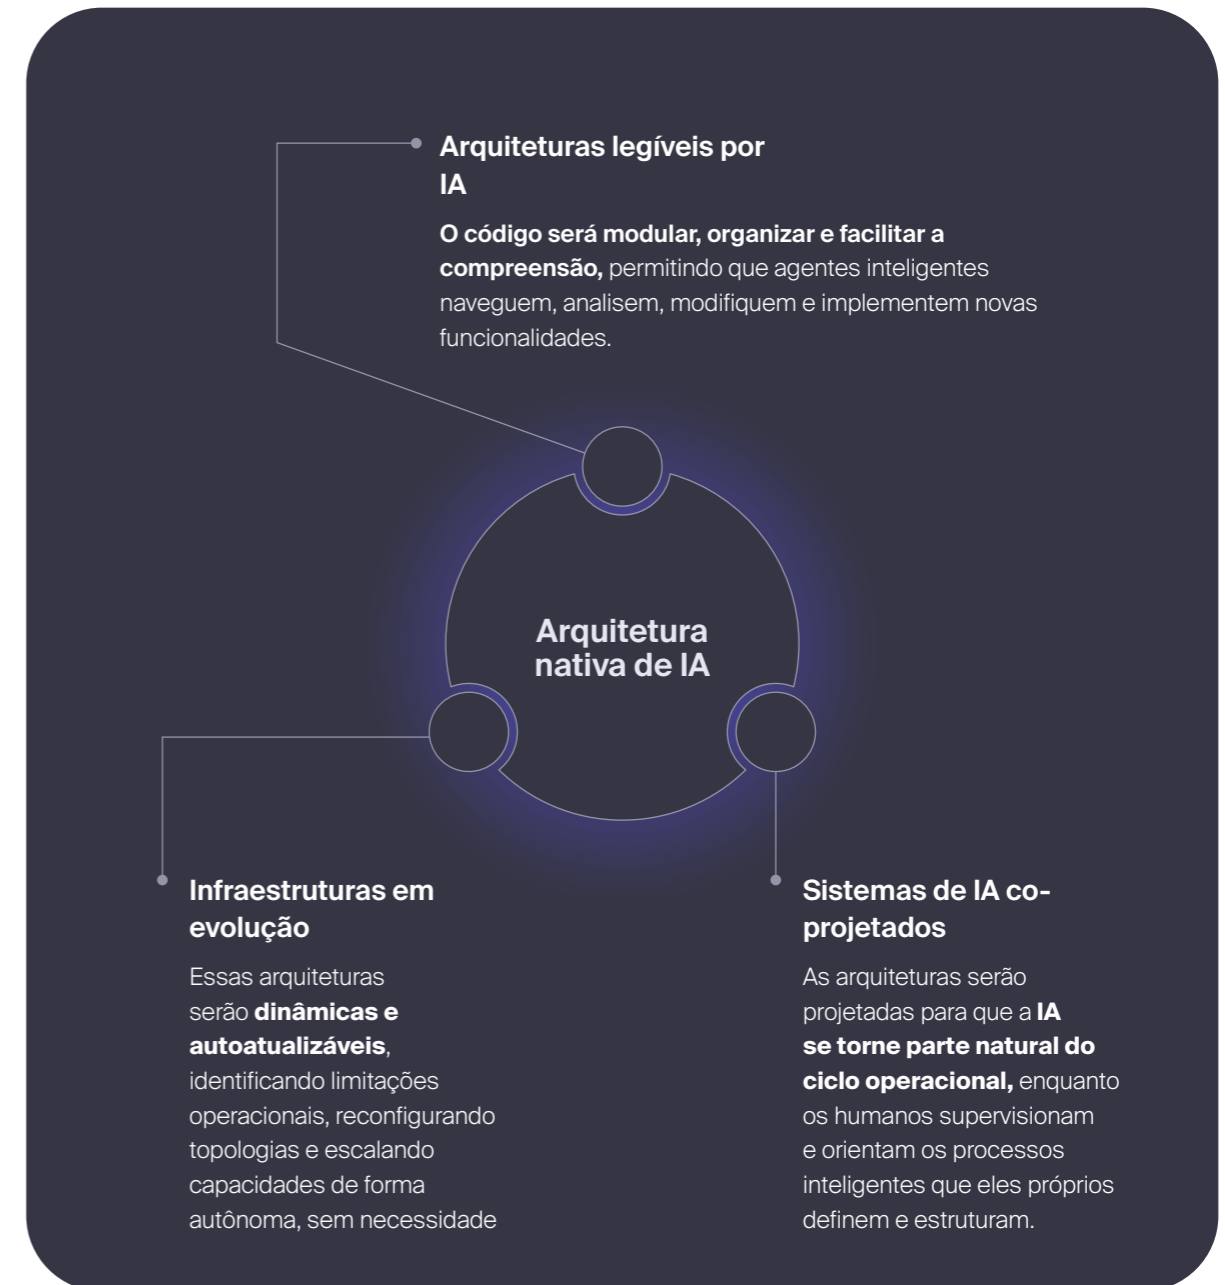 Arquiteturas legíveis por
IA
O código será modular, organizar e facilitar a
compreensão, permitindo que agentes inteligentes
naveguem, analisem, modifiquem e implementem novas
funcionalidades.
Arquitetura
nativa de IA
Infraestruturas em
evolução
Essas arquiteturas
serão dinâmicas e
autoatualizáveis,
identificando limitações
operacionais, reconfigurando
topologias e escalando
capacidades de forma
autônoma, sem necessidade
Sistemas de IA co-
projetados
As arquiteturas serão
projetadas para que a IA
se torne parte natural do
ciclo operacional, enquanto
os humanos supervisionam
e orientam os processos
inteligentes que eles próprios
definem e estruturam.